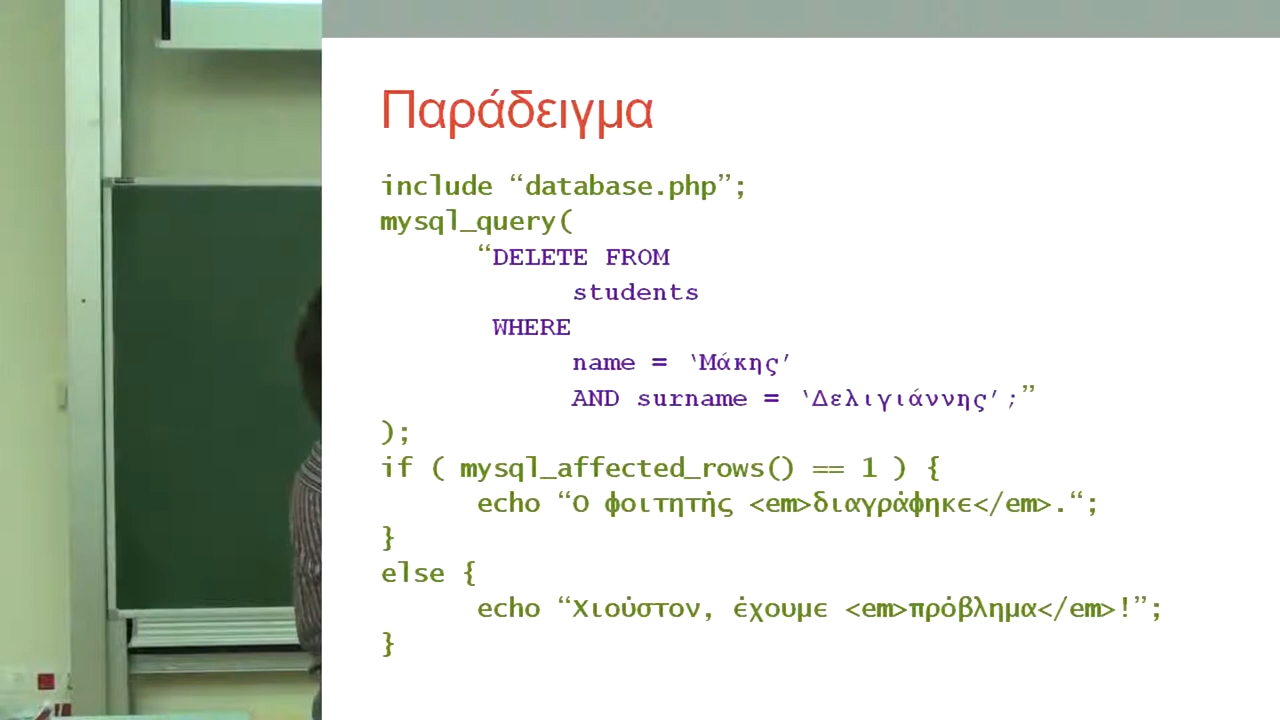 Παράδειγμα
include “database.php”;
mysql_query(
“DELETE FROM
students
WHERE
name = ‘Μάκης’
AND surname = ‘Δελιγιάννης’;”
);
if ( mysql_affected_rows() == 1 ) {
echo “Ο φοιτητής <em>διαγράφηκε</em>.“;
}
else {
echo “Χιούστον, έχουμε <em>πρόβλημα</em>!”;
}